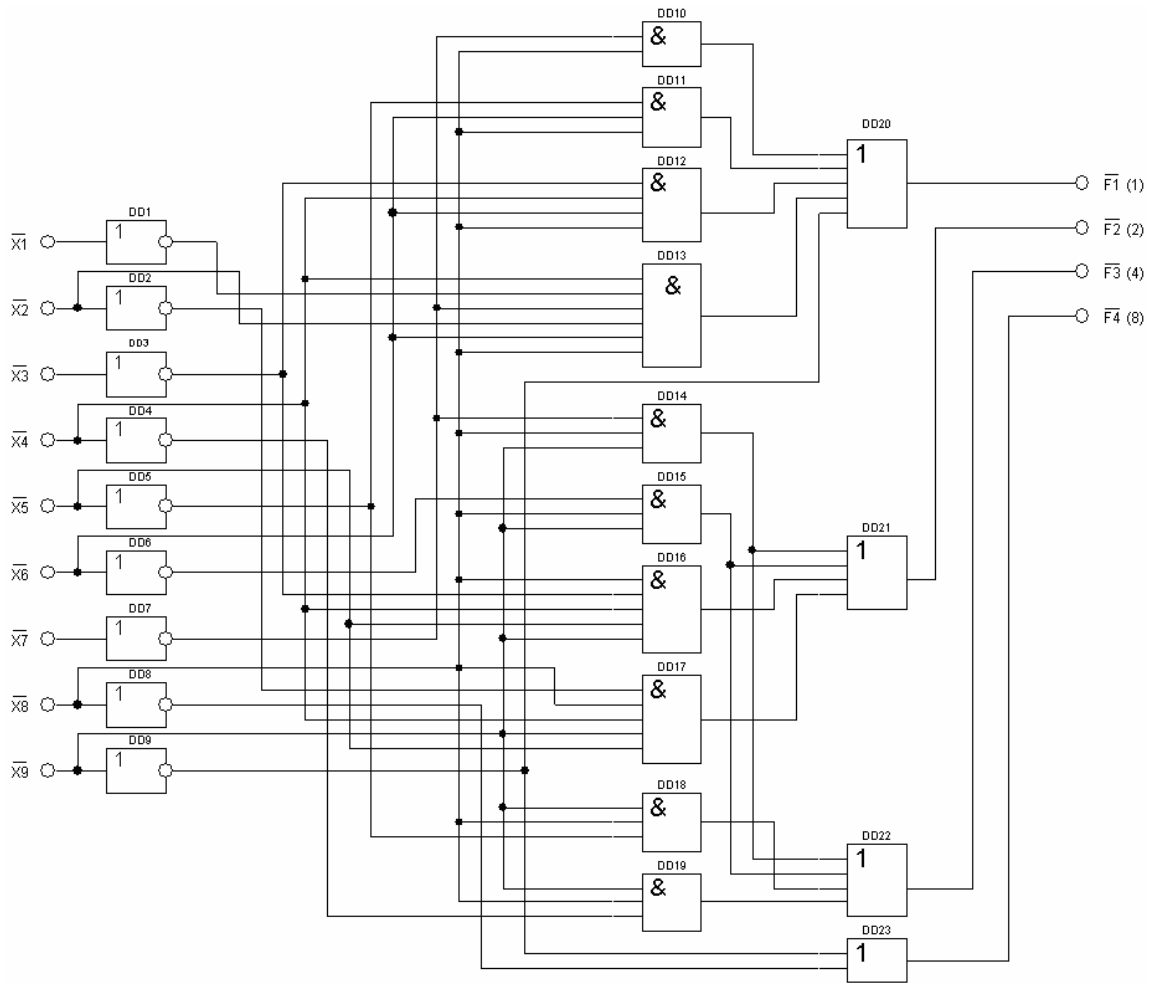 DD10
&
DD11
&
DD20
1
DD12
&
F1 (1)
DD1
1
X1
F2 (2)
DD13
&
F3 (4)
DD2
1
X2
F4 (8)
DD3
1
X3
DD14
&
DD4
1
X4
DD15
&
DD5
1
X5
DD21
1
DD6
1
X6
DD16
&
DD7
1
X7
DD17
&
DD8
1
X8
DD9
1
X9
DD18
&
DD22
1
DD19
&
DD23
1